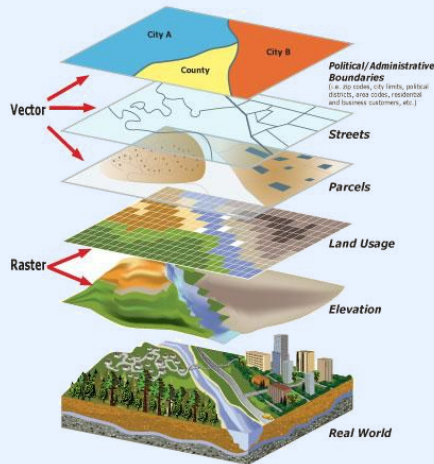 City A
City B
County
Political/Administrative
Boundaries
(i.e. zip codes, city limits, political
districts, area codes, residential
and business customers, etc.)
Vector
Streets
Parcels
Land Usage
Raster
Elevation
Real World